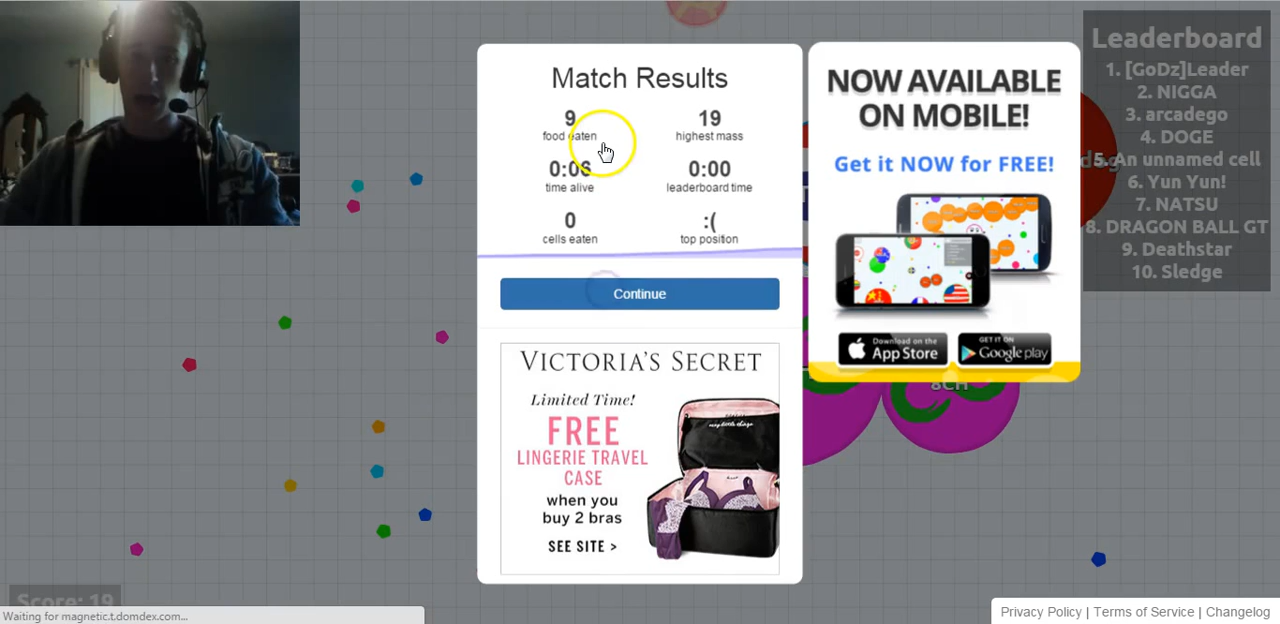 Match Results
9
food eaten
19
highest mass
0:06
time alive
0:00
leaderboard time
0
cells eaten
:(
top position
Continue
VICTORIA'S SECRET
Limited Time!
FREE
LINGERIE TRAVEL
CASE
when you
buy 2 bras
SEE SITE >
NOW AVAILABLE
ON MOBILE!
Get it NOW for FREE!
Download on the
App Store
GET IT ON
Google play
8CH
Leaderboard
1. [GoDz]Leader
2. NIGGA
3. arcadego
4. DOGE
5. An unnamed cell
6. Yun Yun!
7. NATSU
8. DRAGON BALL GT
9. Deathstar
10. Sledge
Score: 19
Waiting for magnetic.t.domdex.com...
Privacy Policy | Terms of Service | Changelog